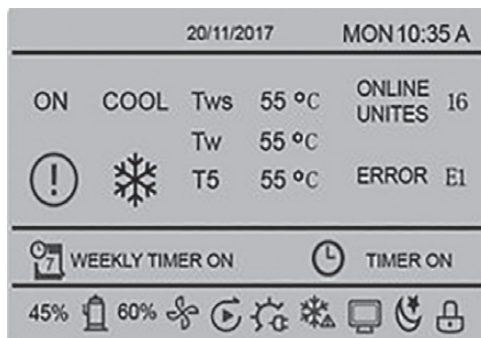 20/11/2017 MON 10:35 A
ON COOL Tws 55 °C ONLINE UNITES 16
Tw 55 °C
T5 55 °C ERROR E1
7 WEEKLY TIMER ON TIMER ON
45% 60%